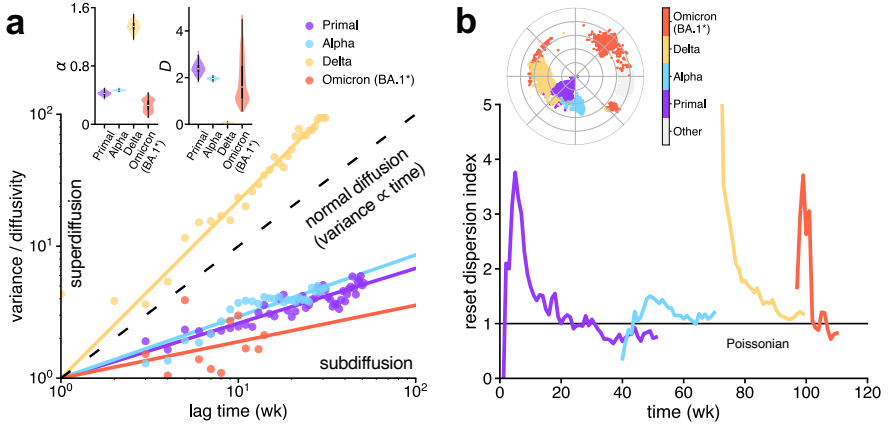 a
1.6
0.8
0
α
Primal
Alpha
Delta
Omicron
(BA.1*)
4
2
0
D
Primal
Alpha
Delta
Omicron
(BA.1*)
Primal
Alpha
Delta
Omicron (BA.1*)
10²
10¹
10⁰
variance / diffusivity
superdiffusion
normal diffusion
(variance ∝ time)
subdiffusion
10⁰
10¹
10²
lag time (wk)
b
Omicron
(BA.1*)
Delta
Alpha
Primal
Other
5
4
3
2
1
0
reset dispersion index
Poissonian
0
20
40
60
80
100
120
time (wk)